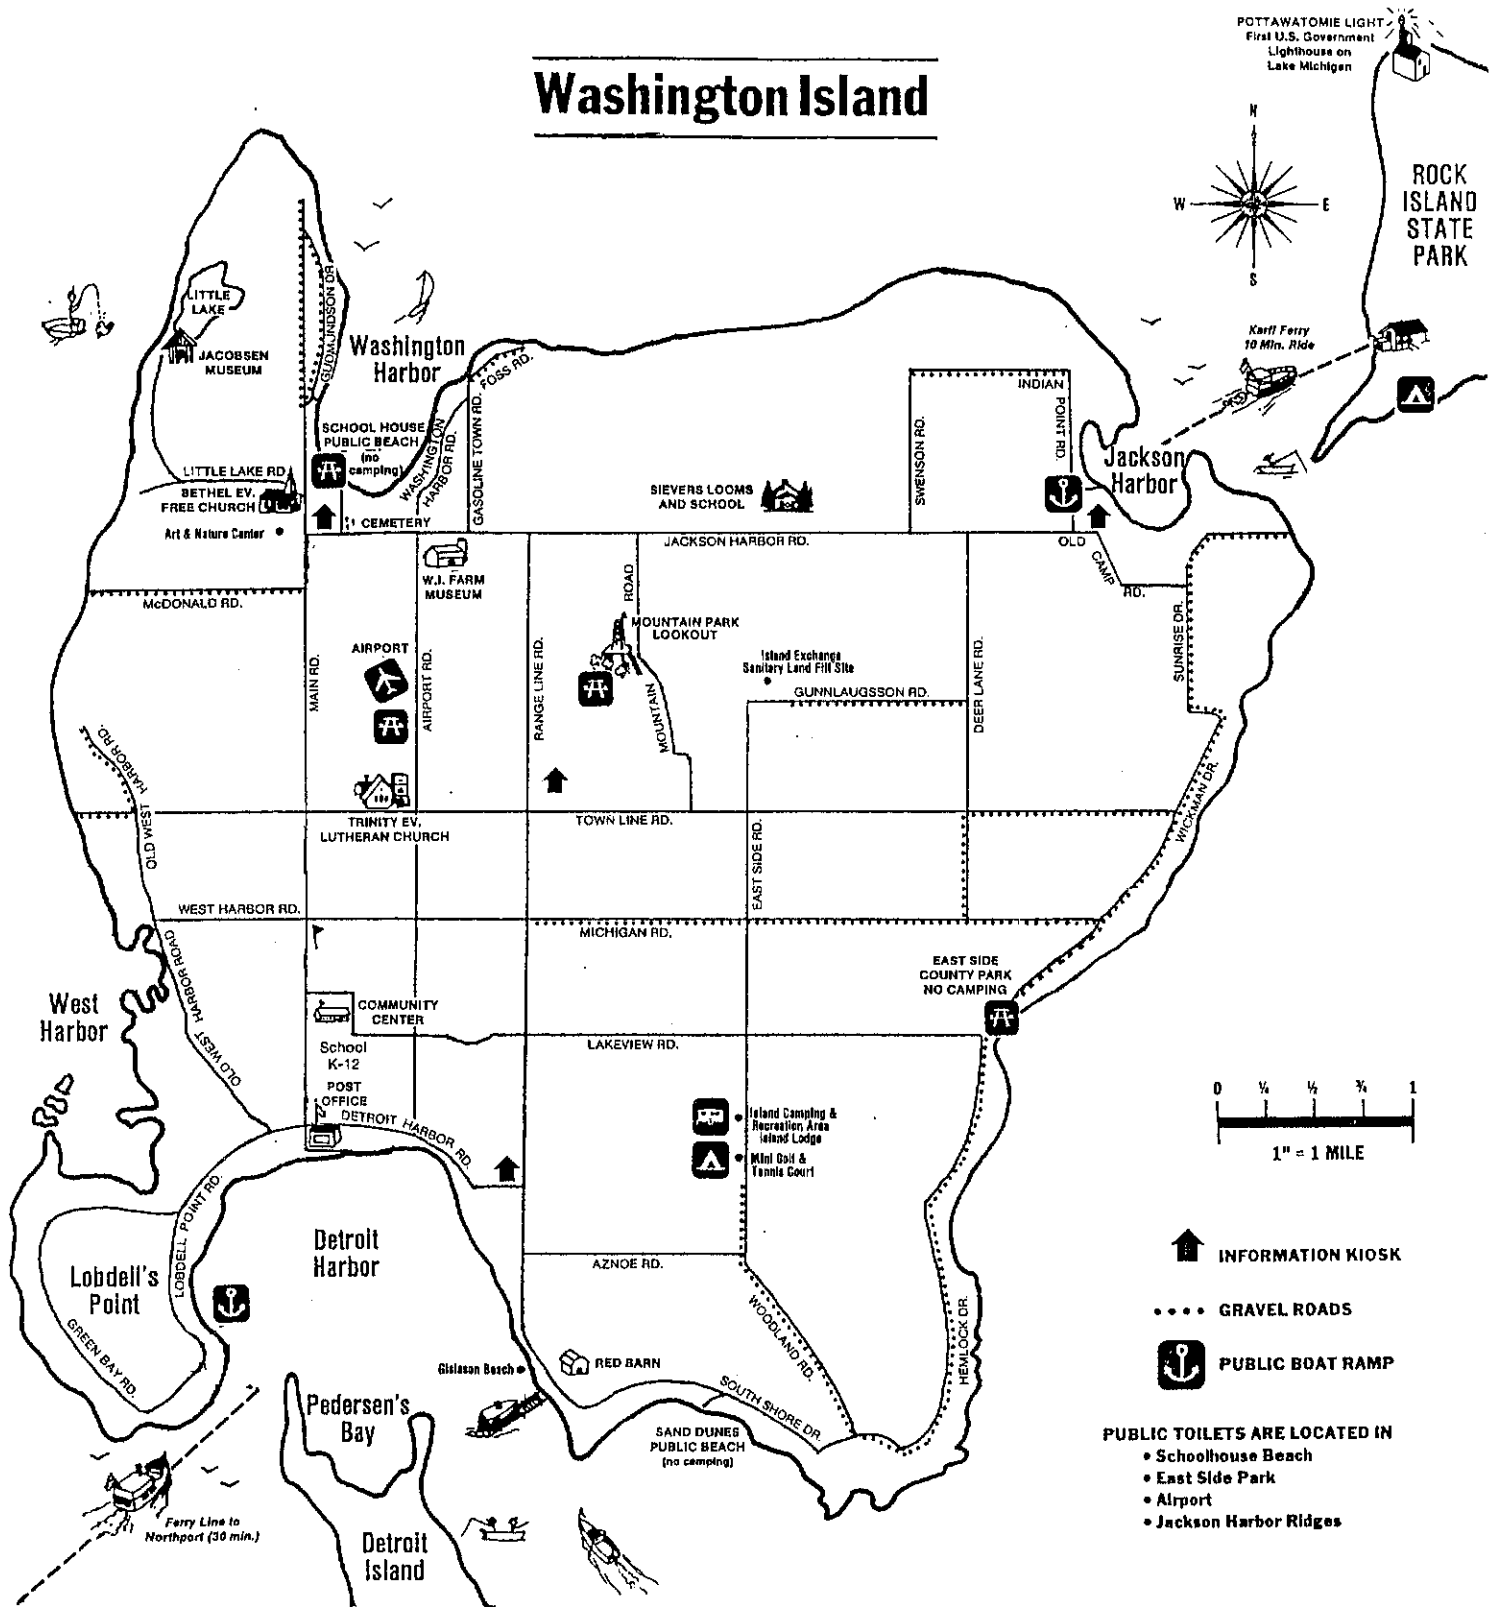 POTTAWATOMIE LIGHT
First U.S. Government
Lighthouse on
Lake Michigan
Washington Island
N
W
E
S
ROCK
ISLAND
STATE
PARK
LITTLE
LAKE
GUDMUNDSON DR.
JACOBSEN
MUSEUM
Washington
Harbor
FOSS RD.
Karfi Ferry
10 Min. Ride
INDIAN
POINT RD.
SCHOOL HOUSE
PUBLIC BEACH
(no
camping)
WASHINGTON
HARBOR RD.
GASOLINE TOWN RD.
SWENSON RD.
Jackson
Harbor
LITTLE LAKE RD
BETHEL EV.
FREE CHURCH
Art & Nature Center
SIEVERS LOOMS
AND SCHOOL
CEMETERY
JACKSON HARBOR RD.
OLD
CAMP
RD.
W.I. FARM
MUSEUM
McDONALD RD.
ROAD
MOUNTAIN PARK
LOOKOUT
SUNRISE DR.
AIRPORT
MAIN RD.
AIRPORT RD.
RANGE LINE RD.
MOUNTAIN
Island Exchange
Sanitary Land Fill Site
GUNNLAUGSSON RD.
DEER LANE RD.
OLD WEST HARBOR RD.
OLD WEST HARBOR RD.
TRINITY EV.
LUTHERAN CHURCH
TOWN LINE RD.
WICKMAN DR.
EAST SIDE RD.
WEST HARBOR RD.
MICHIGAN RD.
OLD WEST HARBOR ROAD
OLD WEST HARBOR RD.
EAST SIDE
COUNTY PARK
NO CAMPING
West
Harbor
COMMUNITY
CENTER
LAKEVIEW RD.
School
K-12
POST
OFFICE
DETROIT HARBOR RD.
0 ¼ ½ ¾ 1
1" = 1 MILE
Island Camping &
Recreation Area
Island Lodge
Mini Golf &
Tennis Court
LOBDELL POINT RD.
Detroit
Harbor
Lobdell's
Point
GREEN BAY RD.
AZNOE RD.
WOODLAND RD.
HEMLOCK DR.
INFORMATION KIOSK
GRAVEL ROADS
PUBLIC BOAT RAMP
Gislason Beach
RED BARN
SOUTH SHORE DR.
Pedersen's
Bay
SAND DUNES
PUBLIC BEACH
(no camping)
PUBLIC TOILETS ARE LOCATED IN
• Schoolhouse Beach
• East Side Park
• Airport
• Jackson Harbor Ridges
Ferry Line to
Northport (30 min.)
Detroit
Island